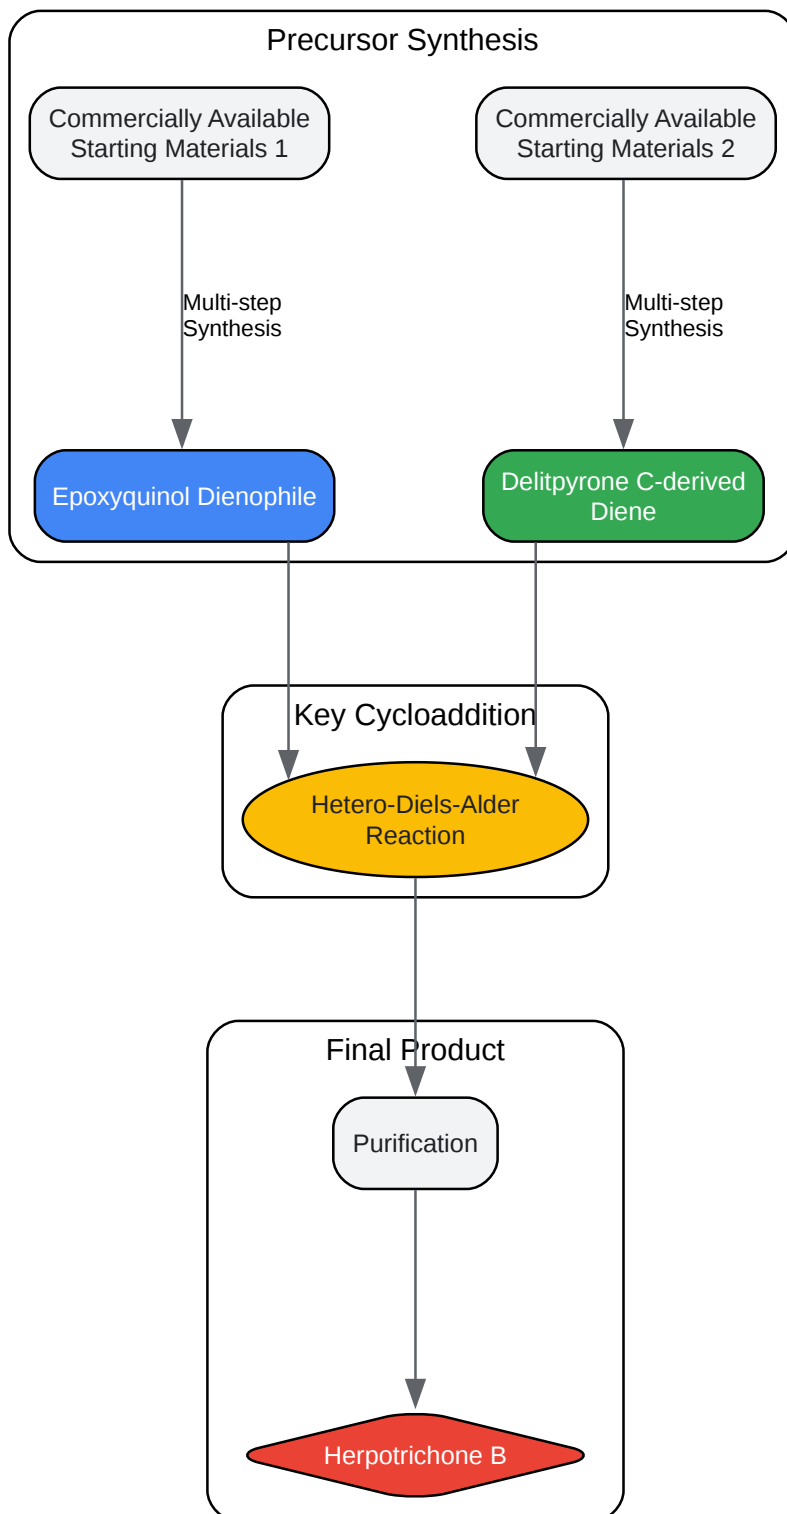 Precursor Synthesis
Commercially Available
Starting Materials 1
Commercially Available
Starting Materials 2
Multi-step
Synthesis
Multi-step
Synthesis
Epoxyquinol Dienophile
Delitpyrone C-derived
Diene
Key Cycloaddition
Hetero-Diels-Alder
Reaction
Final Product
Purification
Herpotrichone B